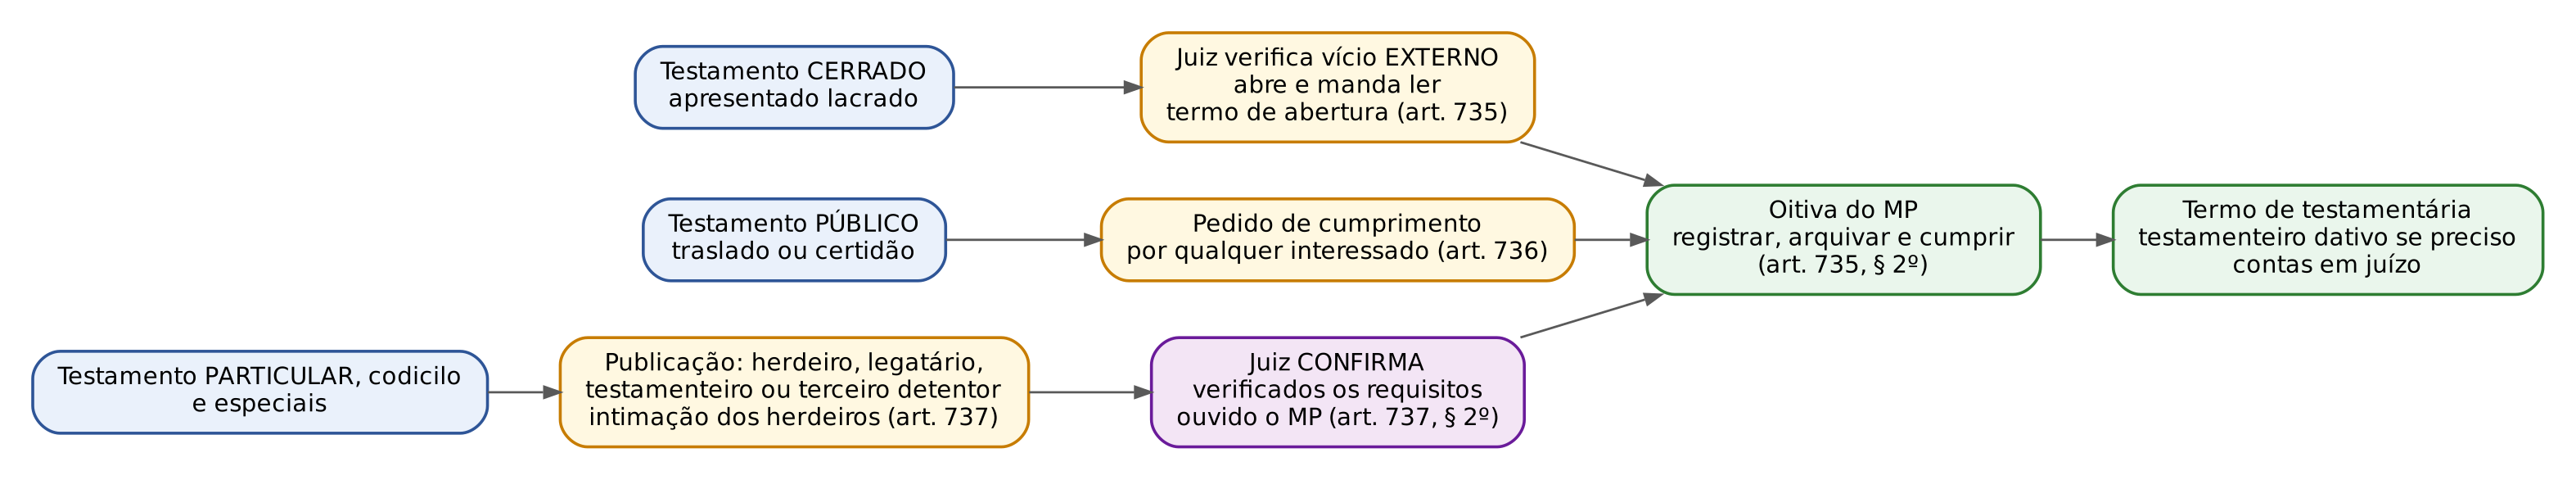 Testamento CERRADO
apresentado lacrado
Juiz verifica vício EXTERNO
abre e manda ler
termo de abertura (art. 735)
Testamento PÚBLICO
traslado ou certidão
Pedido de cumprimento
por qualquer interessado (art. 736)
Oitiva do MP
registrar, arquivar e cumprir
(art. 735, § 2º)
Termo de testamentária
testamenteiro dativo se preciso
contas em juízo
Testamento PARTICULAR, codicilo
e especiais
Publicação: herdeiro, legatário,
testamenteiro ou terceiro detentor
intimação dos herdeiros (art. 737)
Juiz CONFIRMA
verificados os requisitos
ouvido o MP (art. 737, § 2º)